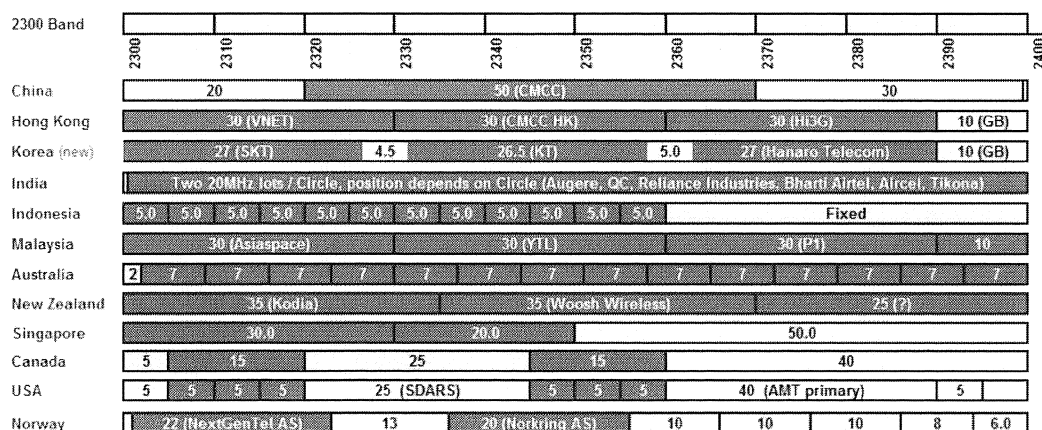 2300 Band
2300 2310 2320 2330 2340 2350 2360 2370 2380 2390 2400
China 20 50 (CMCC) 30
Hong Kong 30 (VNET) 30 (CMCC HK) 30 (HI3G) 10 (GB)
Korea (new) 27 (SKT) 4.5 26.5 (KT) 5.0 27 (Hanaro Telecom) 10 (GB)
India Two 20MHz lots / Circle, position depends on Circle (Augere, QC, Reliance Industries, Bharti Airtel, Aircel, Tikona)
Indonesia 5.0 5.0 5.0 5.0 5.0 5.0 5.0 5.0 5.0 5.0 5.0 5.0 Fixed
Malaysia 30 (Asiaspace) 30 (YTL) 30 (P1) 10
Australia 2 7 7 7 7 7 7 7 7 7 7 7 7 7 7
New Zealand 35 (Kodia) 35 (Woosh Wireless) 25 (?)
Singapore 30.0 20.0 50.0
Canada 5 15 25 15 40
USA 5 5 5 5 25 (SDARS) 5 5 5 40 (AMT primary) 5
Norway 22 (NextGenTel AS) 13 20 (Norkring AS) 10 10 10 8 6.0